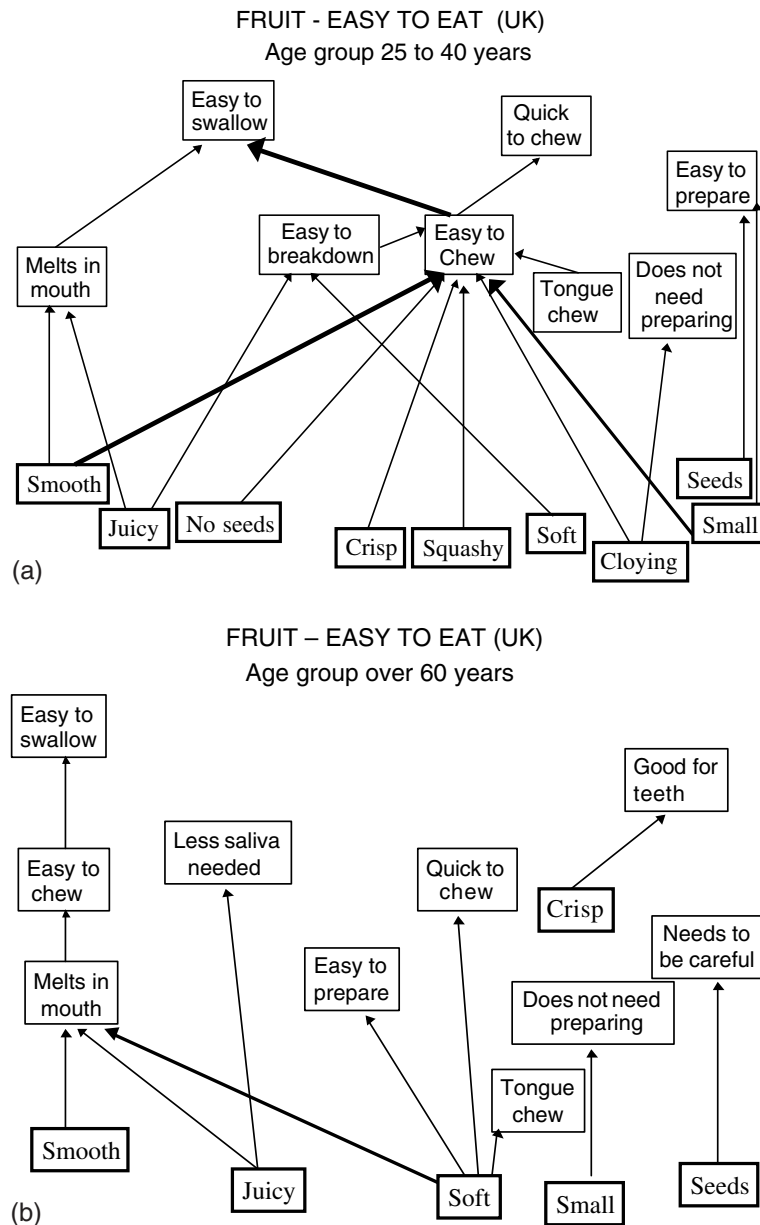 FRUIT - EASY TO EAT (UK)
Age group 25 to 40 years
Easy to
swallow
Quick
to chew
Easy to
prepare
Easy to
breakdown
Easy to
Chew
Melts in
mouth
Tongue
chew
Does not
need
preparing
Smooth
Juicy
No seeds
Crisp
Squashy
Soft
Cloying
Seeds
Small
(a)
FRUIT – EASY TO EAT (UK)
Age group over 60 years
Easy to
swallow
Good for
teeth
Less saliva
needed
Easy to
chew
Quick to
chew
Crisp
Needs to
be careful
Melts in
mouth
Easy to
prepare
Does not need
preparing
Tongue
chew
Smooth
Juicy
Soft
Small
Seeds
(b)